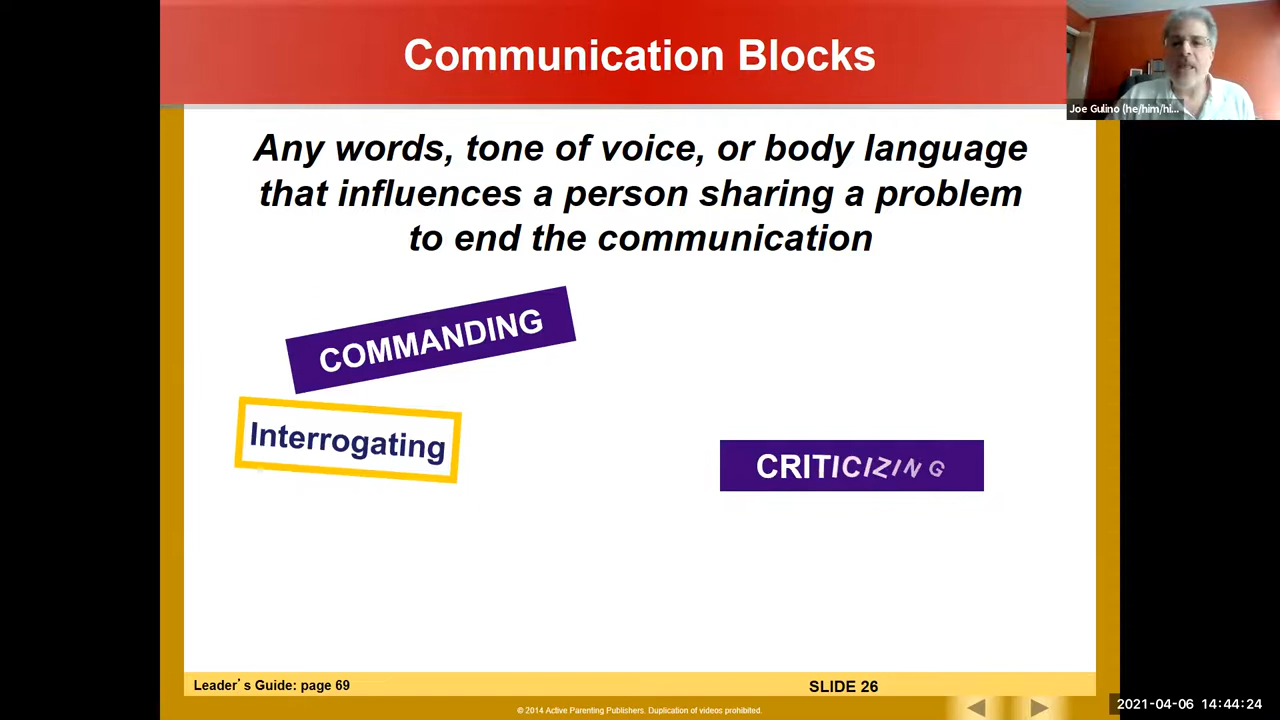 Communication Blocks
Joe Gulino (he/him/hi...
Any words, tone of voice, or body language
that influences a person sharing a problem
to end the communication
COMMANDING
Interrogating
CRITICIZING
Leader's Guide: page 69
SLIDE 26
© 2014 Active Parenting Publishers. Duplication of videos prohibited.
2021-04-06 14:44:24